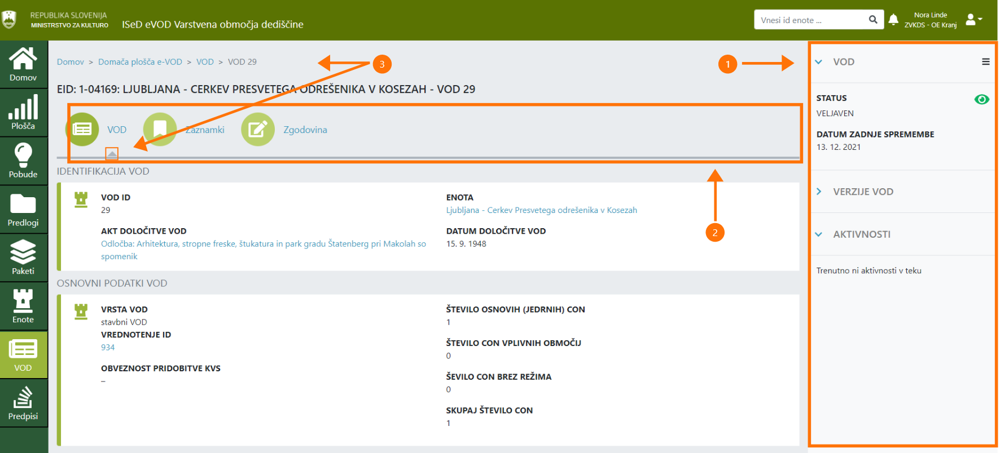 REPUBLIKA SLOVENIJA
MINISTRSTVO ZA KULTURO
ISeD eVOD Varstvena območja dediščine
Vnesi id enote ...
Nora Linde
ZVKDS - OE Kranj
Domov
Plošča
Pobude
Predlogi
Paketi
Enote
VOD
Predpisi
Domov > Domača plošča e-VOD > VOD > VOD 29
3
1
EID: 1-04169: LJUBLJANA - CERKEV PRESVETEGA ODREŠENIKA V KOSEZAH - VOD 29
VOD
Zaznamki
Zgodovina
IDENTIFIKACIJA VOD
VOD ID
29
AKT DOLOČITVE VOD
Odločba: Arhitektura, stropne freske, štukatura in park gradu Štatenberg pri Makolah so
spomenik
ENOTA
Ljubljana - Cerkev Presvetega odrešenika v Kosezah
DATUM DOLOČITVE VOD
15. 9. 1948
2
OSNOVNI PODATKI VOD
VRSTA VOD
stavbni VOD
VREDNOTENJE ID
934
OBVEZNOST PRIDOBITVE KVS
–
ŠTEVILO OSNOVIH (JEDRNIH) CON
1
ŠTEVILO CON VPLIVNIH OBMOČIJ
0
ŠEVILO CON BREZ REŽIMA
0
SKUPAJ ŠTEVILO CON
1
VOD
STATUS
VELJAVEN
DATUM ZADNJE SPREMEMBE
13. 12. 2021
VERZIJE VOD
AKTIVNOSTI
Trenutno ni aktivnosti v teku